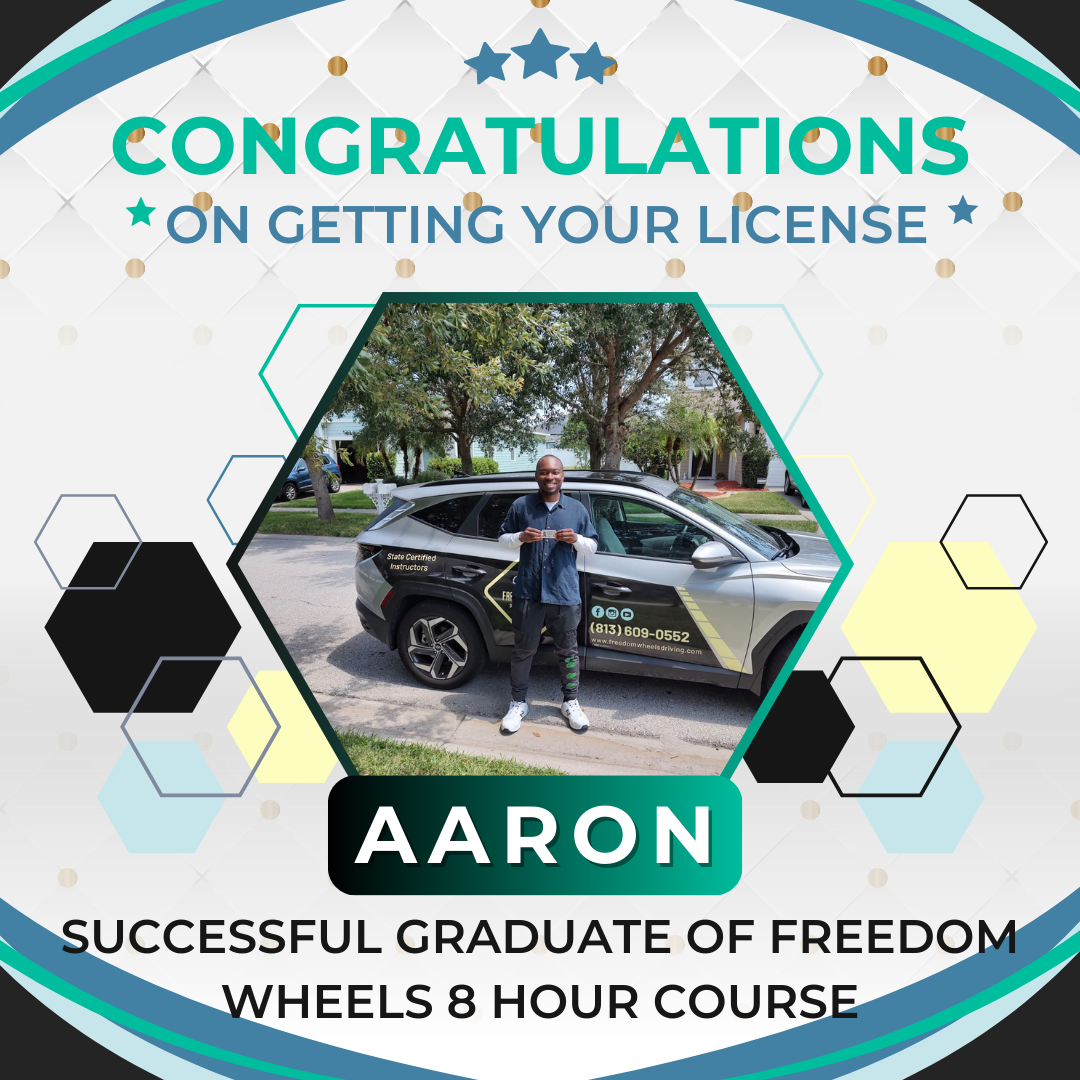 CONGRATULATIONS
ON GETTING YOUR LICENSE
State Certified
Instructors
(813) 609-0552
www.freedomwheelsdriving.com
AARON
SUCCESSFUL GRADUATE OF FREEDOM
WHEELS 8 HOUR COURSE